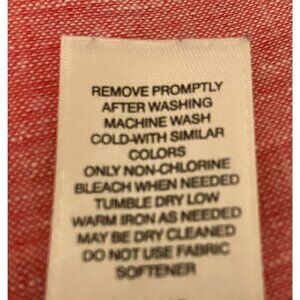 REMOVE PROMPTLY
AFTER WASHING
MACHINE WASH
COLD-WITH SIMILAR
COLORS
ONLY NON-CHLORINE
BLEACH WHEN NEEDED
TUMBLE DRY LOW
WARM IRON AS NEEDED
MAY BE DRY CLEANED
DO NOT USE FABRIC
SOFTENER